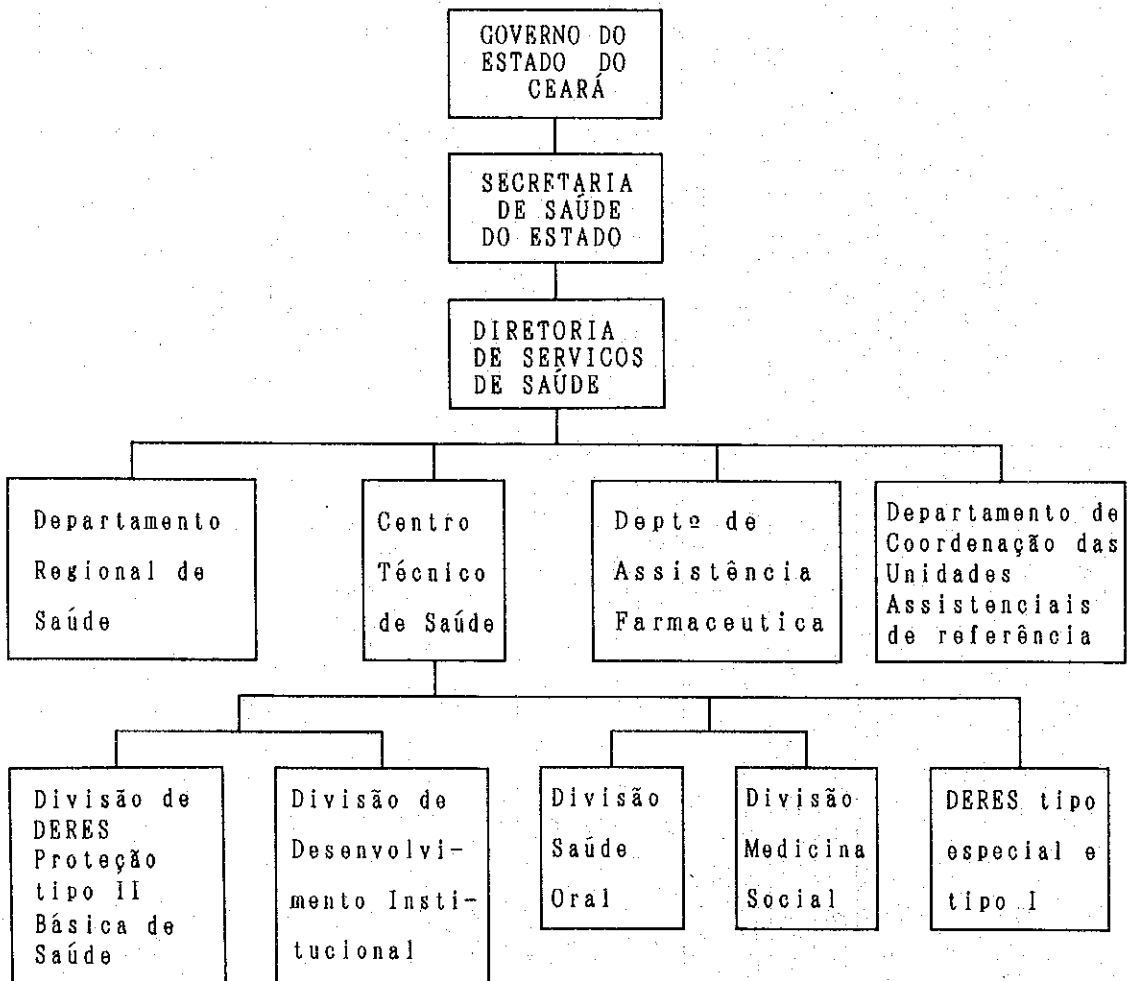 GOVERNO DO
ESTADO DO
CEARÁ
SECRETARIA
DE SAÚDE
DO ESTADO
DIRETORIA
DE SERVICOS
DE SAÚDE
Departamento
Regional de
Saúde
Centro
Técnico
de Saúde
Deptº de
Assistência
Farmaceutica
Departamento de
Coordenação das
Unidades
Assistenciais
de referência
Divisão de
DERES
Proteção
tipo II
Básica de
Saúde
Divisão de
Desenvolvi-
mento Insti-
tucional
Divisão
Saúde
Oral
Divisão
Medicina
Social
DERES tipo
especial e
tipo I